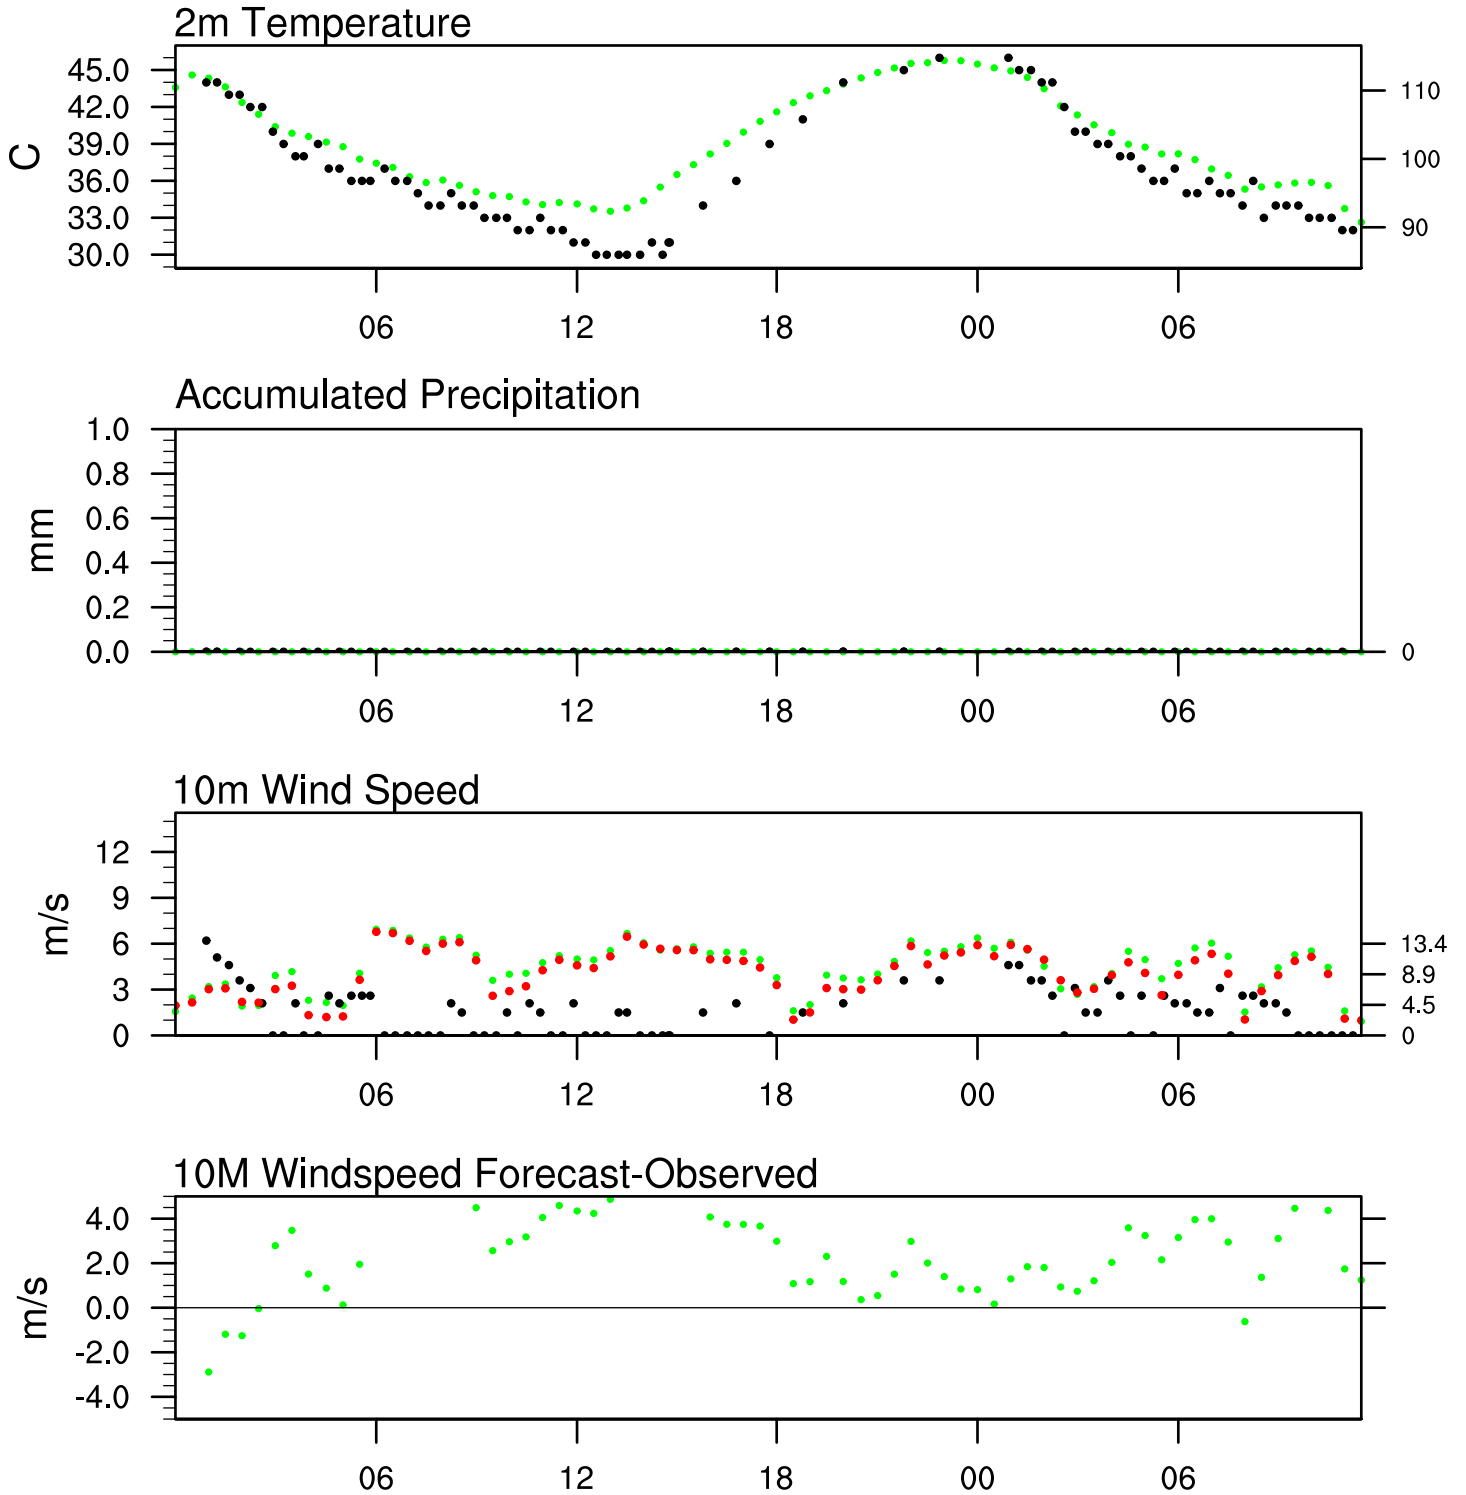 2m Temperature
45.0
42.0
39.0
36.0
33.0
30.0
C
110
100
90
06 12 18 00 06
Accumulated Precipitation
1.0
0.8
0.6
0.4
0.2
0.0
mm
0
06 12 18 00 06
10m Wind Speed
12
9
6
3
0
m/s
13.4
8.9
4.5
0
06 12 18 00 06
10M Windspeed Forecast-Observed
4.0
2.0
0.0
-2.0
-4.0
m/s
06 12 18 00 06